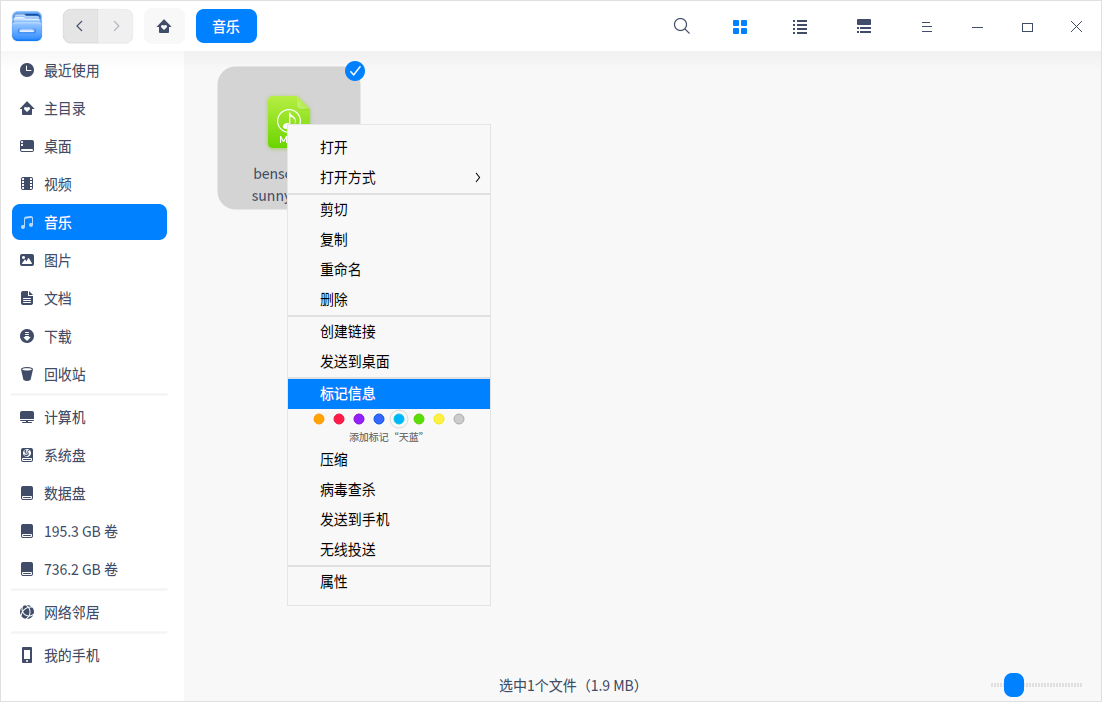 音乐
最近使用
主目录
桌面
视频
音乐
图片
文档
下载
回收站
计算机
系统盘
数据盘
195.3 GB 卷
736.2 GB 卷
网络邻居
我的手机
sunny
打开
打开方式
剪切
复制
重命名
删除
创建链接
发送到桌面
标记信息
添加标记“天蓝”
压缩
病毒查杀
发送到手机
无线投送
属性
选中1个文件（1.9 MB）